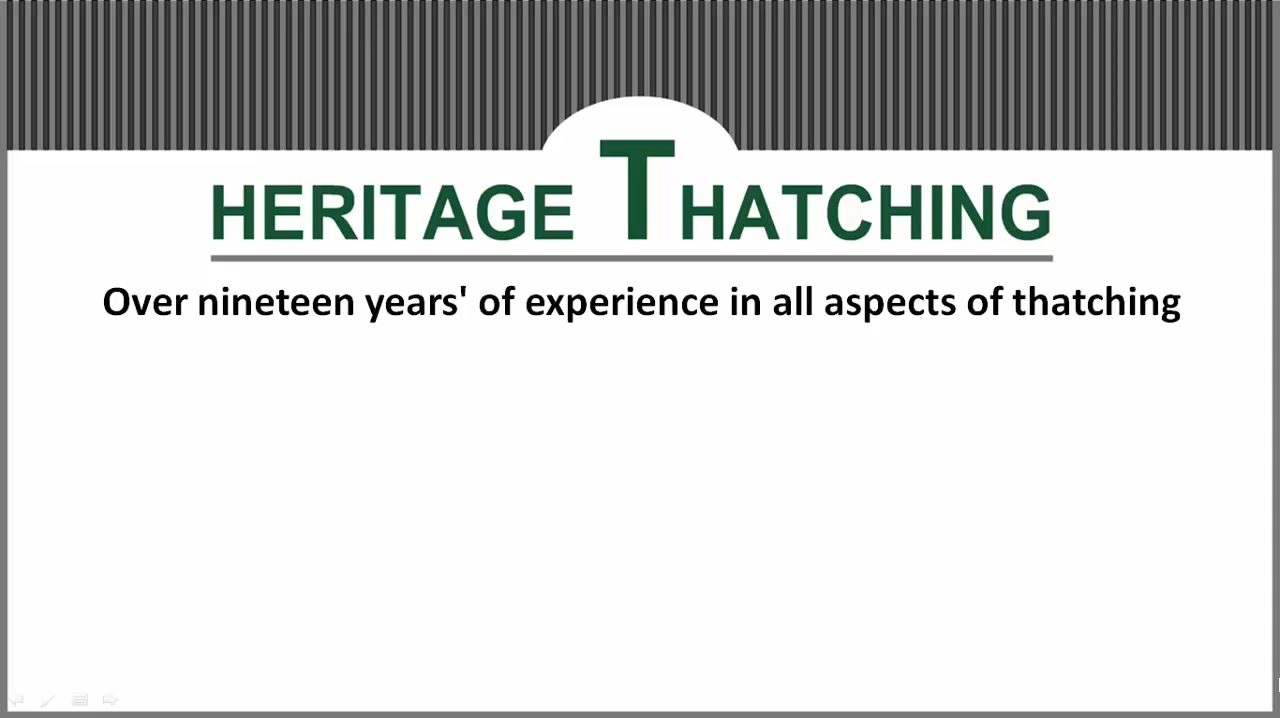 HERITAGE THATCHING
Over nineteen years' of experience in all aspects of thatching